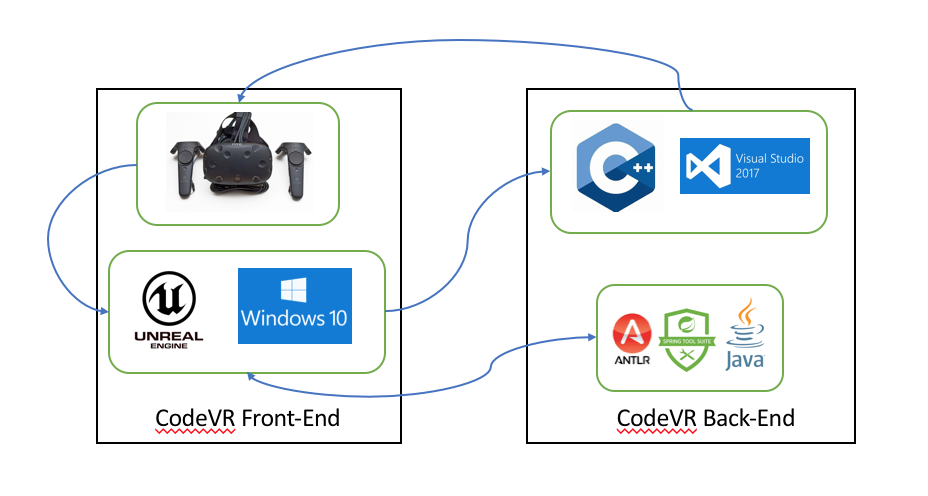 C++
Visual Studio
2017
UNREAL
ENGINE
Windows 10
ANTLR
SPRING TOOL SUITE
Java
CodeVR Front-End
CodeVR Back-End